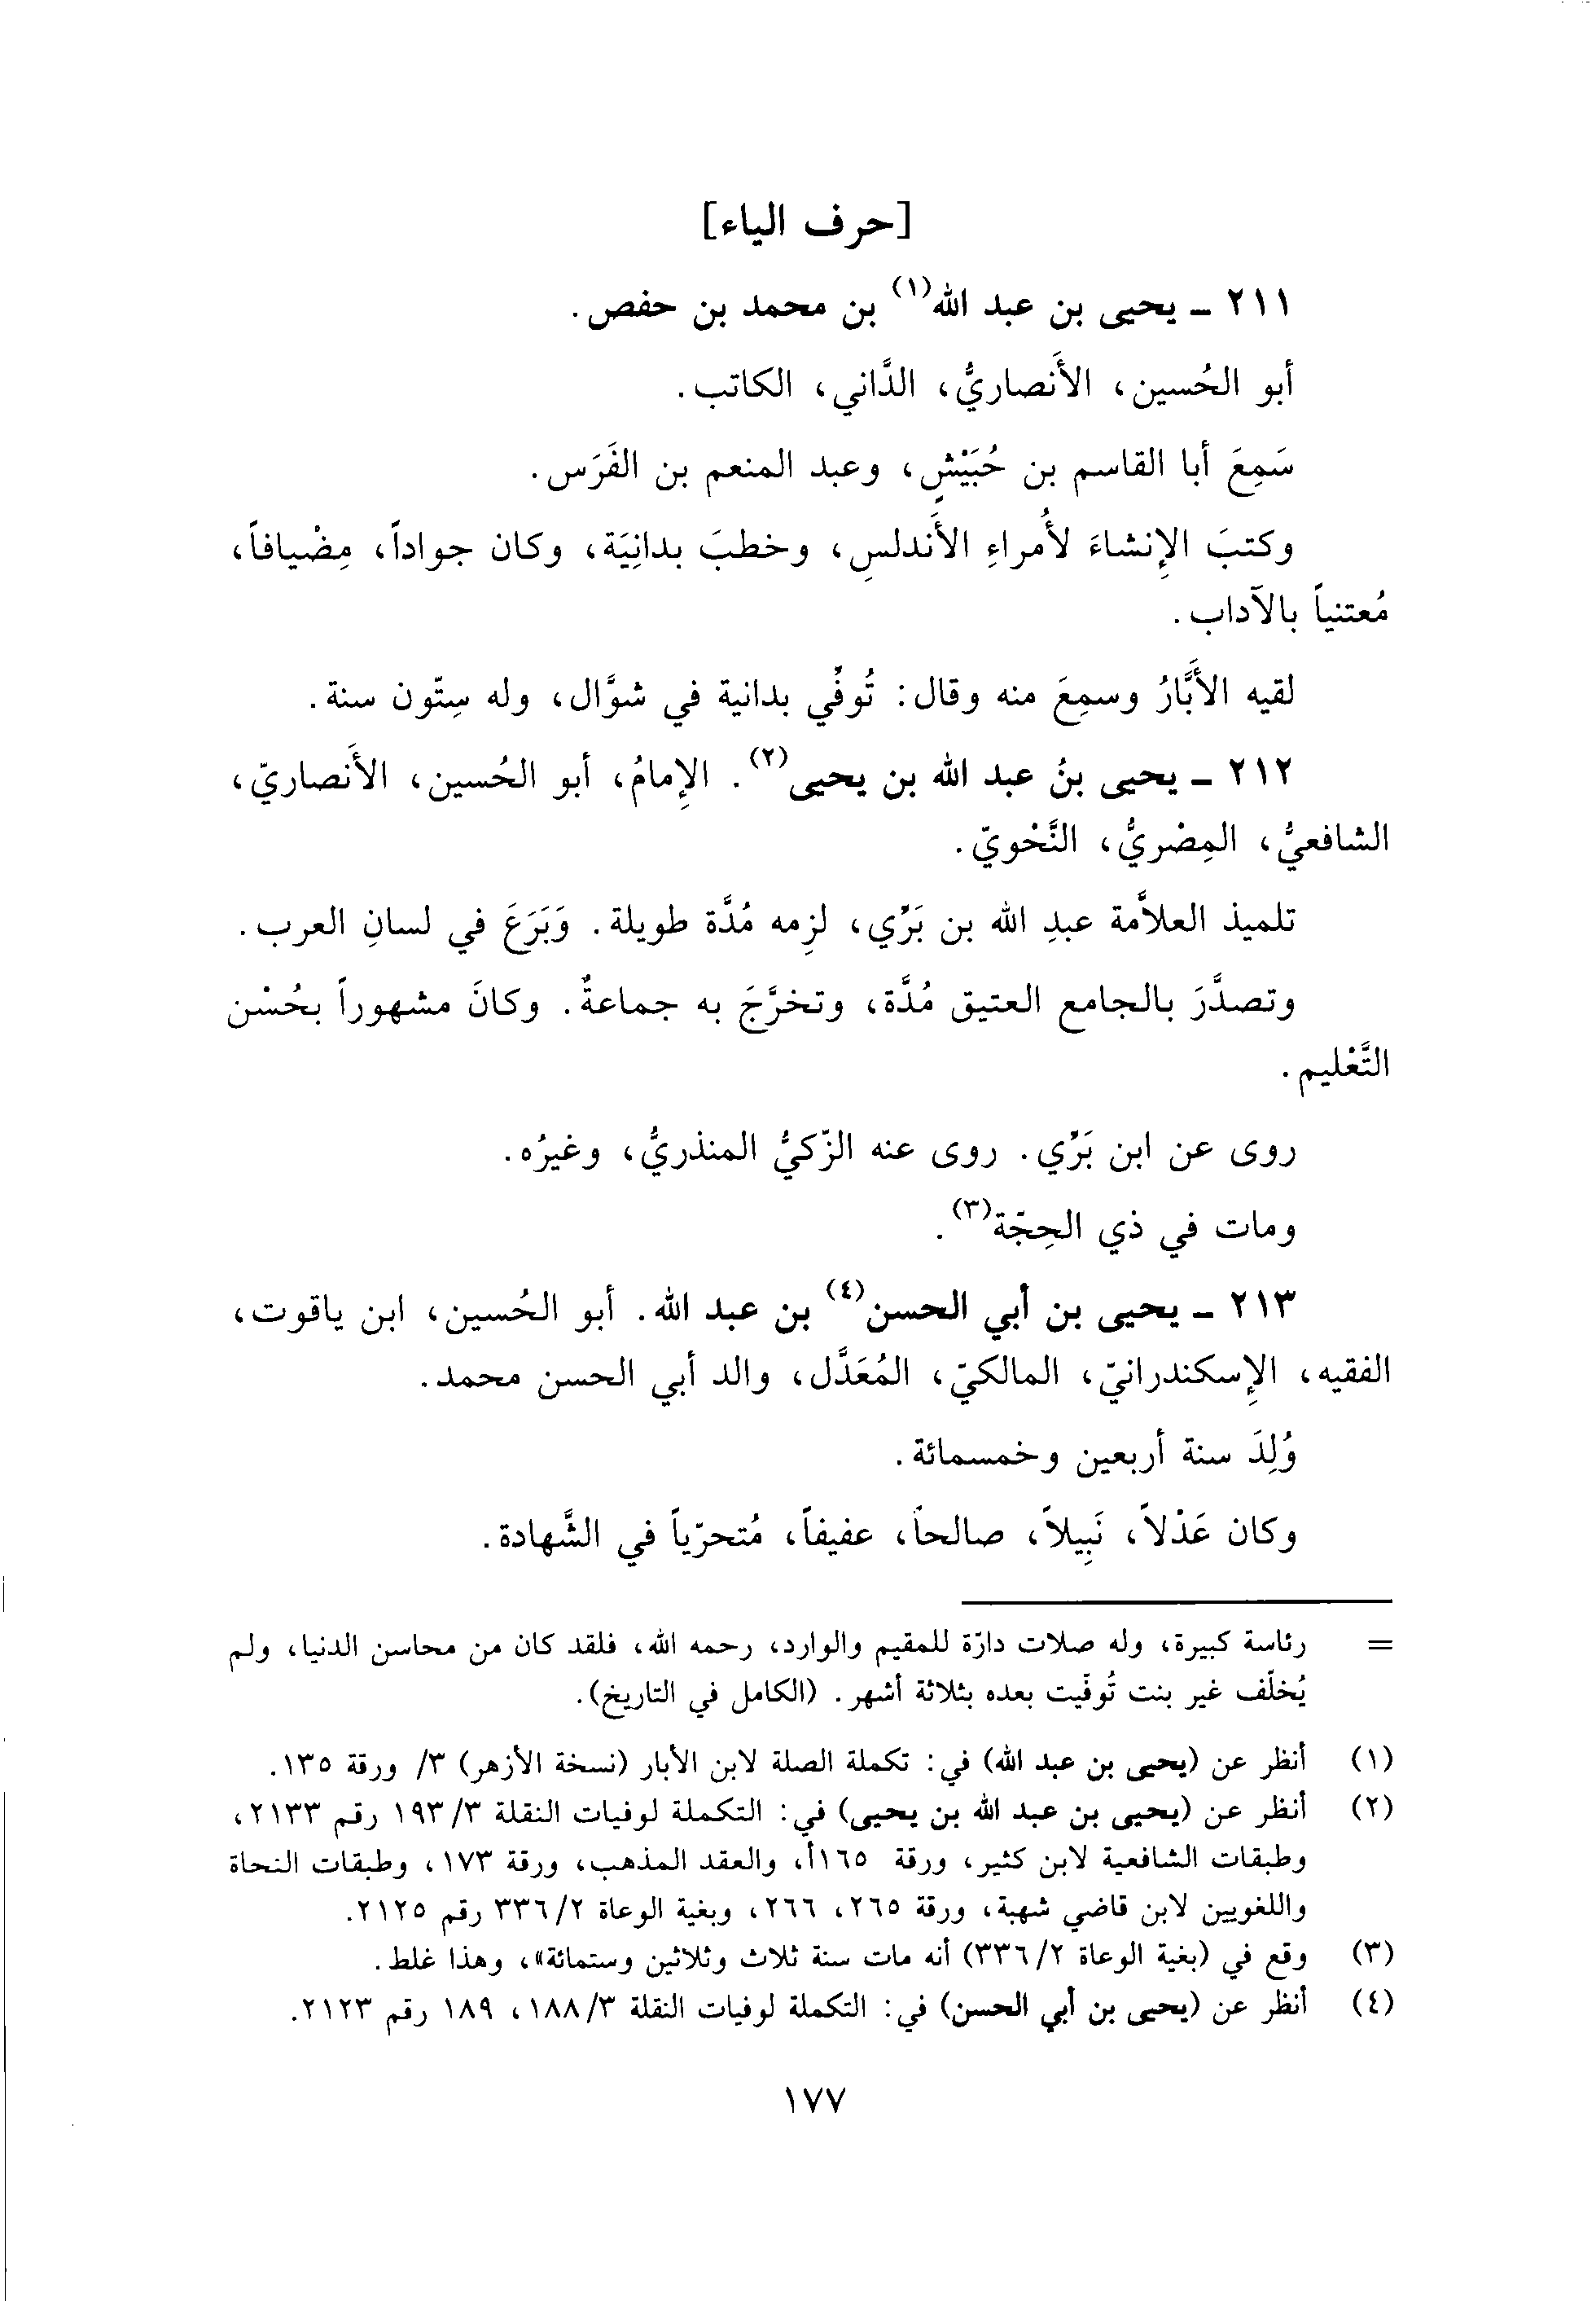 [حرف الياء]
٢١١ ـ يحيى بن عبد الله(١) بن محمد بن حفص.
أبو الحُسين، الأَنصاريُّ، الدَّاني، الكاتب.
سَمِعَ أبا القاسم بن حُبَيْشٍ، وعبد المنعم بن الفَرَس.
وكتبَ الإِنشاءَ لأُمراءِ الأَندلسِ، وخطبَ بدانِيَة، وكان جواداً، مِضْيافاً،
مُعتنياً بالآداب.
لقيه الأَبَّارُ وسمِعَ منه وقال: تُوفِّي بدانية في شوَّال، وله سِتّون سنة.
٢١٢ ـ يحيى بنُ عبد الله بن يحيى(٢). الإِمامُ، أبو الحُسين، الأَنصاريّ،
الشافعيُّ، المِصْريُّ، النَّحْويّ.
تلميذ العلاَّمة عبدِ الله بن بَرِّي، لزِمه مُدَّة طويلة. وَبَرَعَ في لسانِ العرب.
وتصدَّرَ بالجامع العتيق مُدَّة، وتخرَّجَ به جماعةٌ. وكانَ مشهوراً بحُسْن
التَّعْليم.
روى عن ابن بَرِّي. روى عنه الزّكيُّ المنذريُّ، وغيرُه.
ومات في ذي الحِجّة(٣).
٢١٣ ـ يحيى بن أبي الحسن(٤) بن عبد الله. أبو الحُسين، ابن ياقوت،
الفقيه، الإِسكندرانيّ، المالكيّ، المُعَدَّل، والد أبي الحسن محمد.
وُلِدَ سنة أربعين وخمسمائة.
وكان عَدْلاً، نَبِيلاً، صالحاً، عفيفاً، مُتحرّياً في الشَّهادة.
= رئاسة كبيرة، وله صلات دارّة للمقيم والوارد، رحمه الله، فلقد كان من محاسن الدنيا، ولم
يُخلّف غير بنت تُوفّيت بعده بثلاثة أشهر. (الكامل في التاريخ).
(١) أنظر عن (يحيى بن عبد الله) في: تكملة الصلة لابن الأبار (نسخة الأزهر) ٣/ ورقة ١٣٥.
(٢) أنظر عن (يحيى بن عبد الله بن يحيى) في: التكملة لوفيات النقلة ٣/ ١٩٣ رقم ٢١٣٣،
وطبقات الشافعية لابن كثير، ورقة ١٦٥أ، والعقد المذهب، ورقة ١٧٣، وطبقات النحاة
واللغويين لابن قاضي شهبة، ورقة ٢٦٥، ٢٦٦، وبغية الوعاة ٢/ ٣٣٦ رقم ٢١٢٥.
(٣) وقع في (بغية الوعاة ٢/ ٣٣٦) أنه مات سنة ثلاث وثلاثين وستمائة»، وهذا غلط.
(٤) أنظر عن (يحيى بن أبي الحسن) في: التكملة لوفيات النقلة ٣/ ١٨٨، ١٨٩ رقم ٢١٢٣.
١٧٧